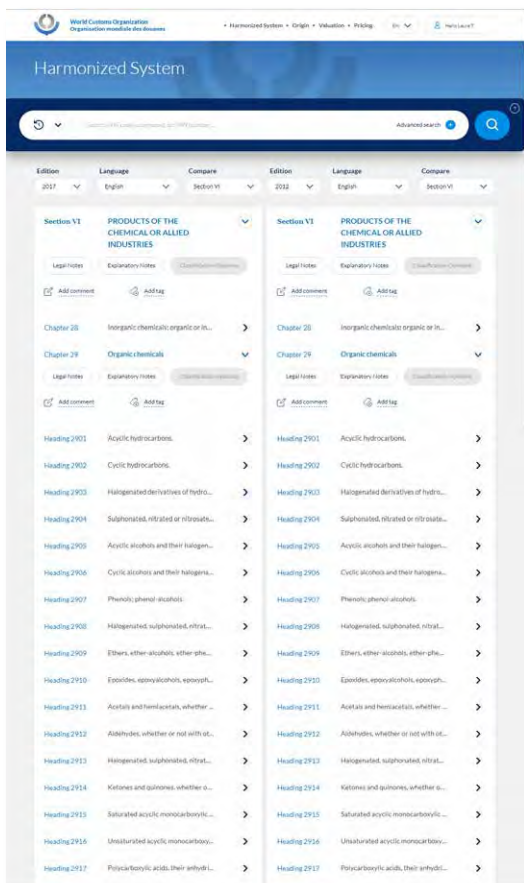 World Customs Organization
Organisation mondiale des douanes
• Harmonized System • Origin • Valuation • Pricing
En
Hello Laure T
Harmonized System
Advanced search
Edition Language Compare
2017 English Section VI
Section VI PRODUCTS OF THE
CHEMICAL OR ALLIED
INDUSTRIES
Legal Notes Explanatory Notes
Add comment Add tag
Chapter 28 Inorganic chemicals: organic or in...
Chapter 29 Organic chemicals
Legal Notes Explanatory Notes
Add comment Add tag
Heading 2901 Acyclic hydrocarbons.
Heading 2902 Cyclic hydrocarbons.
Heading 2903 Halogenated derivatives of hydro...
Heading 2904 Sulphonated, nitrated or nitrosate...
Heading 2905 Acyclic alcohols and their halogen...
Heading 2906 Cyclic alcohols and their halogena...
Heading 2907 Phenols; phenol-alcohols.
Heading 2908 Halogenated, sulphonated, nitrat...
Heading 2909 Ethers, ether-alcohols, ether-phe...
Heading 2910 Epoxides, epoxyalcohols, epoxyph...
Heading 2911 Acetals and hemiacetals, whether ...
Heading 2912 Aldehydes, whether or not with ot...
Heading 2913 Halogenated, sulphonated, nitrat...
Heading 2914 Ketones and quinones, whether o...
Heading 2915 Saturated acyclic monocarboxylic ...
Heading 2916 Unsaturated acyclic monocarboxy...
Heading 2917 Polycarboxylic acids, their anhydri...
Edition Language Compare
2012 English Section VI
Section VI PRODUCTS OF THE
CHEMICAL OR ALLIED
INDUSTRIES
Legal Notes Explanatory Notes
Add comment Add tag
Chapter 28 Inorganic chemicals: organic or in...
Chapter 29 Organic chemicals
Legal Notes Explanatory Notes
Add comment Add tag
Heading 2901 Acyclic hydrocarbons.
Heading 2902 Cyclic hydrocarbons.
Heading 2903 Halogenated derivatives of hydro...
Heading 2904 Sulphonated, nitrated or nitrosate...
Heading 2905 Acyclic alcohols and their halogen...
Heading 2906 Cyclic alcohols and their halogena...
Heading 2907 Phenols; phenol-alcohols.
Heading 2908 Halogenated, sulphonated, nitrat...
Heading 2909 Ethers, ether-alcohols, ether-phe...
Heading 2910 Epoxides, epoxyalcohols, epoxyph...
Heading 2911 Acetals and hemiacetals, whether ...
Heading 2912 Aldehydes, whether or not with ot...
Heading 2913 Halogenated, sulphonated, nitrat...
Heading 2914 Ketones and quinones, whether o...
Heading 2915 Saturated acyclic monocarboxylic ...
Heading 2916 Unsaturated acyclic monocarboxy...
Heading 2917 Polycarboxylic acids, their anhydri...